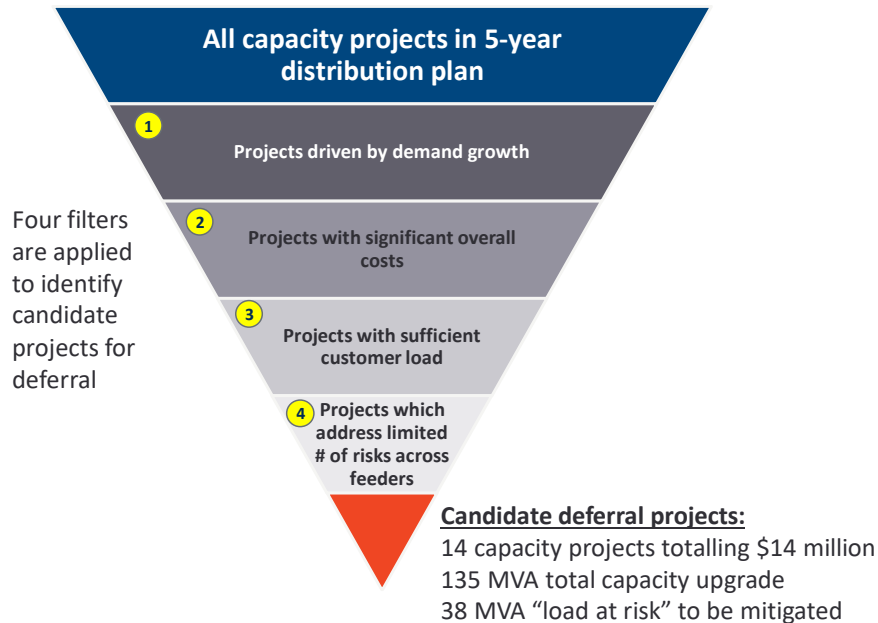 All capacity projects in 5-year
distribution plan
1
Projects driven by demand growth
2
Projects with significant overall
costs
Four filters
are applied
to identify
candidate
projects for
deferral
3
Projects with sufficient
customer load
4
Projects which
address limited
# of risks across
feeders
Candidate deferral projects:
14 capacity projects totalling $14 million
135 MVA total capacity upgrade
38 MVA “load at risk” to be mitigated